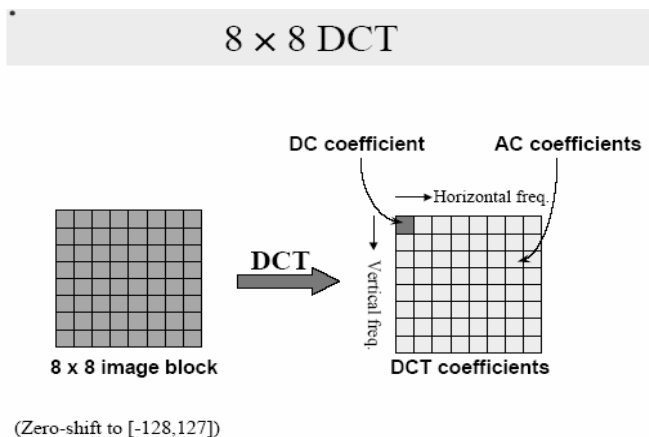 8 × 8 DCT
DC coefficient
AC coefficients
Horizontal freq.
Vertical freq.
DCT
8 x 8 image block
DCT coefficients
(Zero-shift to [-128,127])